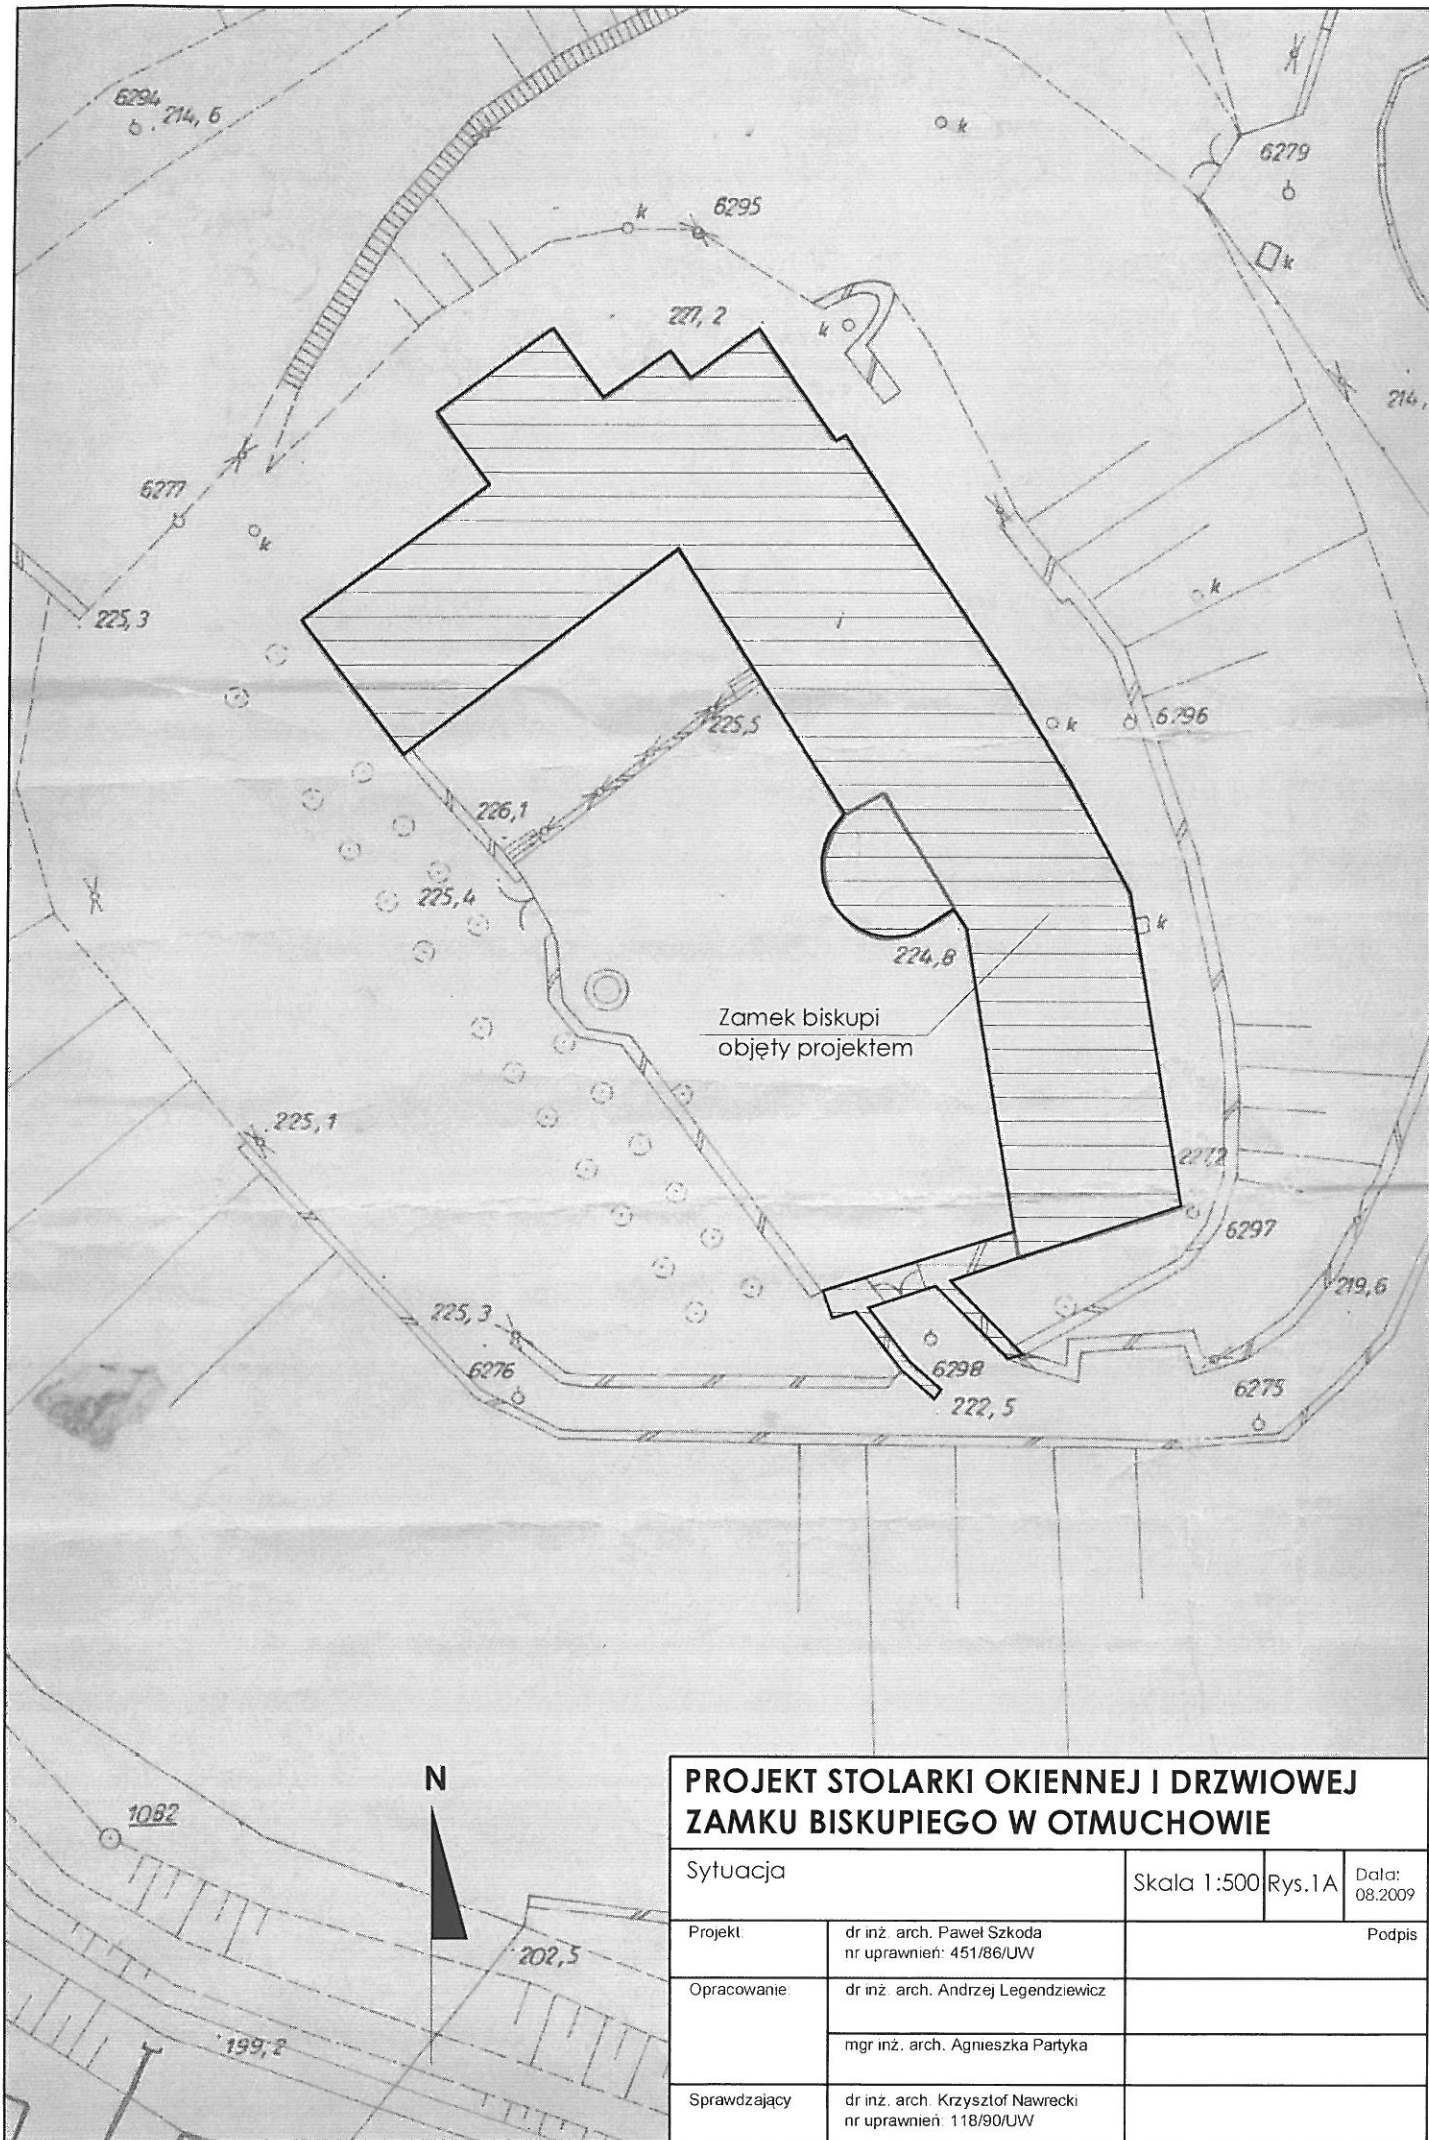 6294
214, 6
k
6279
k
6295
k
227, 2
k
214,
6277
k
225, 3
i
k
225,5
k
6296
226,1
225,4
k
224,8
Zamek biskupi
objęty projektem
225, 1
227,2
6297
219,6
225, 3
6276
6298
222, 5
6275
N
1082
202,5
199,2
PROJEKT STOLARKI OKIENNEJ I DRZWIOWEJ
ZAMKU BISKUPIEGO W OTMUCHOWIE
Sytuacja
Skala 1:500
Rys.1A
Data:
08.2009
Projekt:
dr inż. arch. Paweł Szkoda
nr uprawnień: 451/86/UW
Podpis
Opracowanie:
dr inż. arch. Andrzej Legendziewicz
mgr inż. arch. Agnieszka Partyka
Sprawdzający
dr inż. arch. Krzysztof Nawrecki
nr uprawnień: 118/90/UW